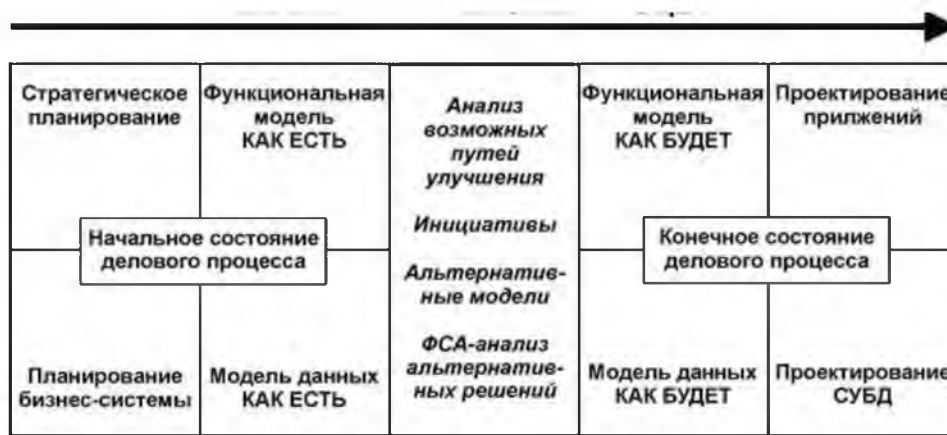 Стратегическое
планирование
Функциональная
модель
КАК ЕСТЬ
Анализ
возможных
путей
улучшения
Инициативы
Альтернатив-
ные модели
ФСА-анализ
альтернатив-
ных решений
Функциональная
модель
КАК БУДЕТ
Проектирование
прилжений
Начальное состояние
делового процесса
Конечное состояние
делового процесса
Планирование
бизнес-системы
Модель данных
КАК ЕСТЬ
Модель данных
КАК БУДЕТ
Проектирование
СУБД